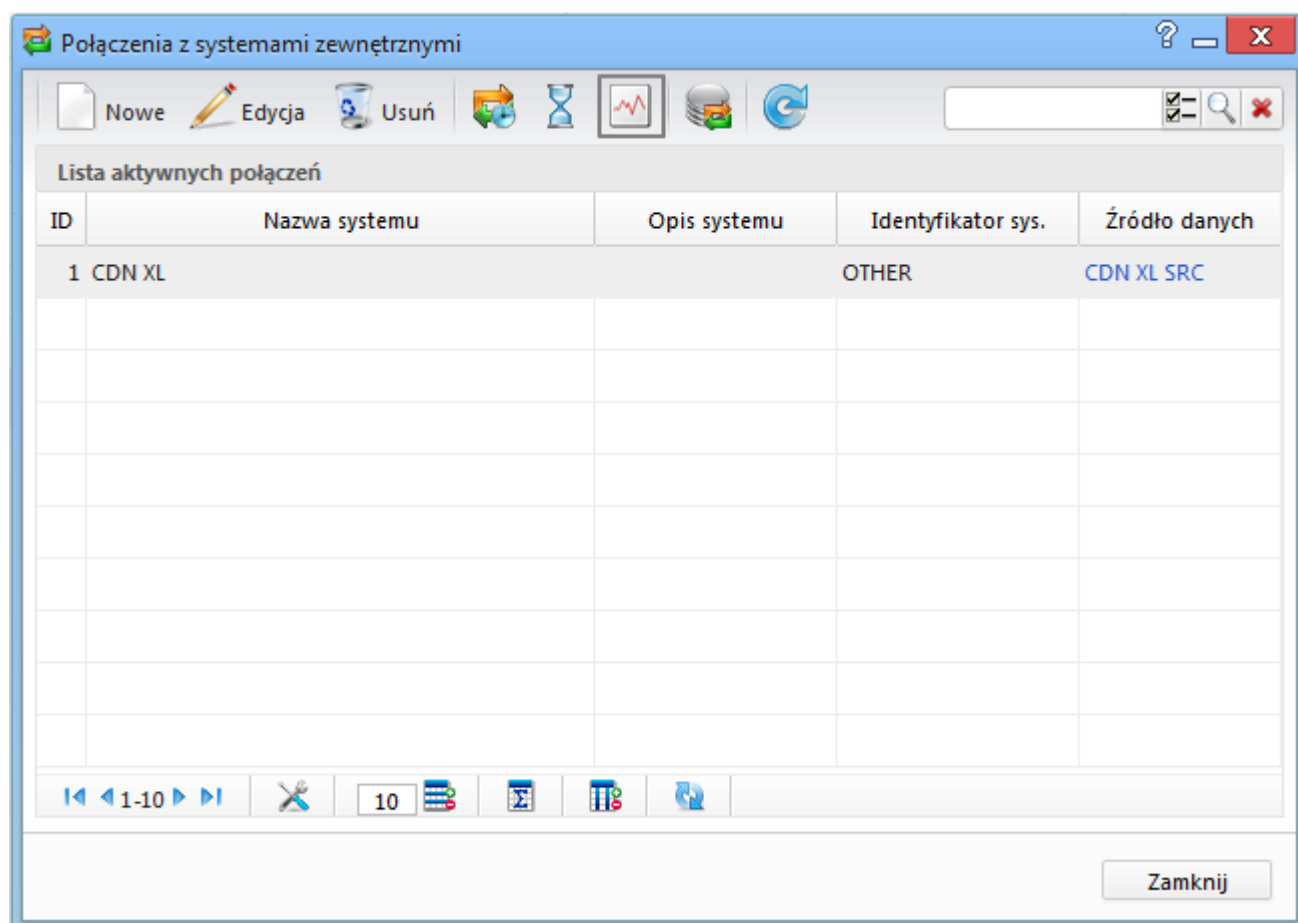 Połączenia z systemami zewnętrznymi
Nowe Edycja Usuń
Lista aktywnych połączeń
ID Nazwa systemu Opis systemu Identyfikator sys. Źródło danych
1 CDN XL OTHER CDN XL SRC
1-10 10
Zamknij